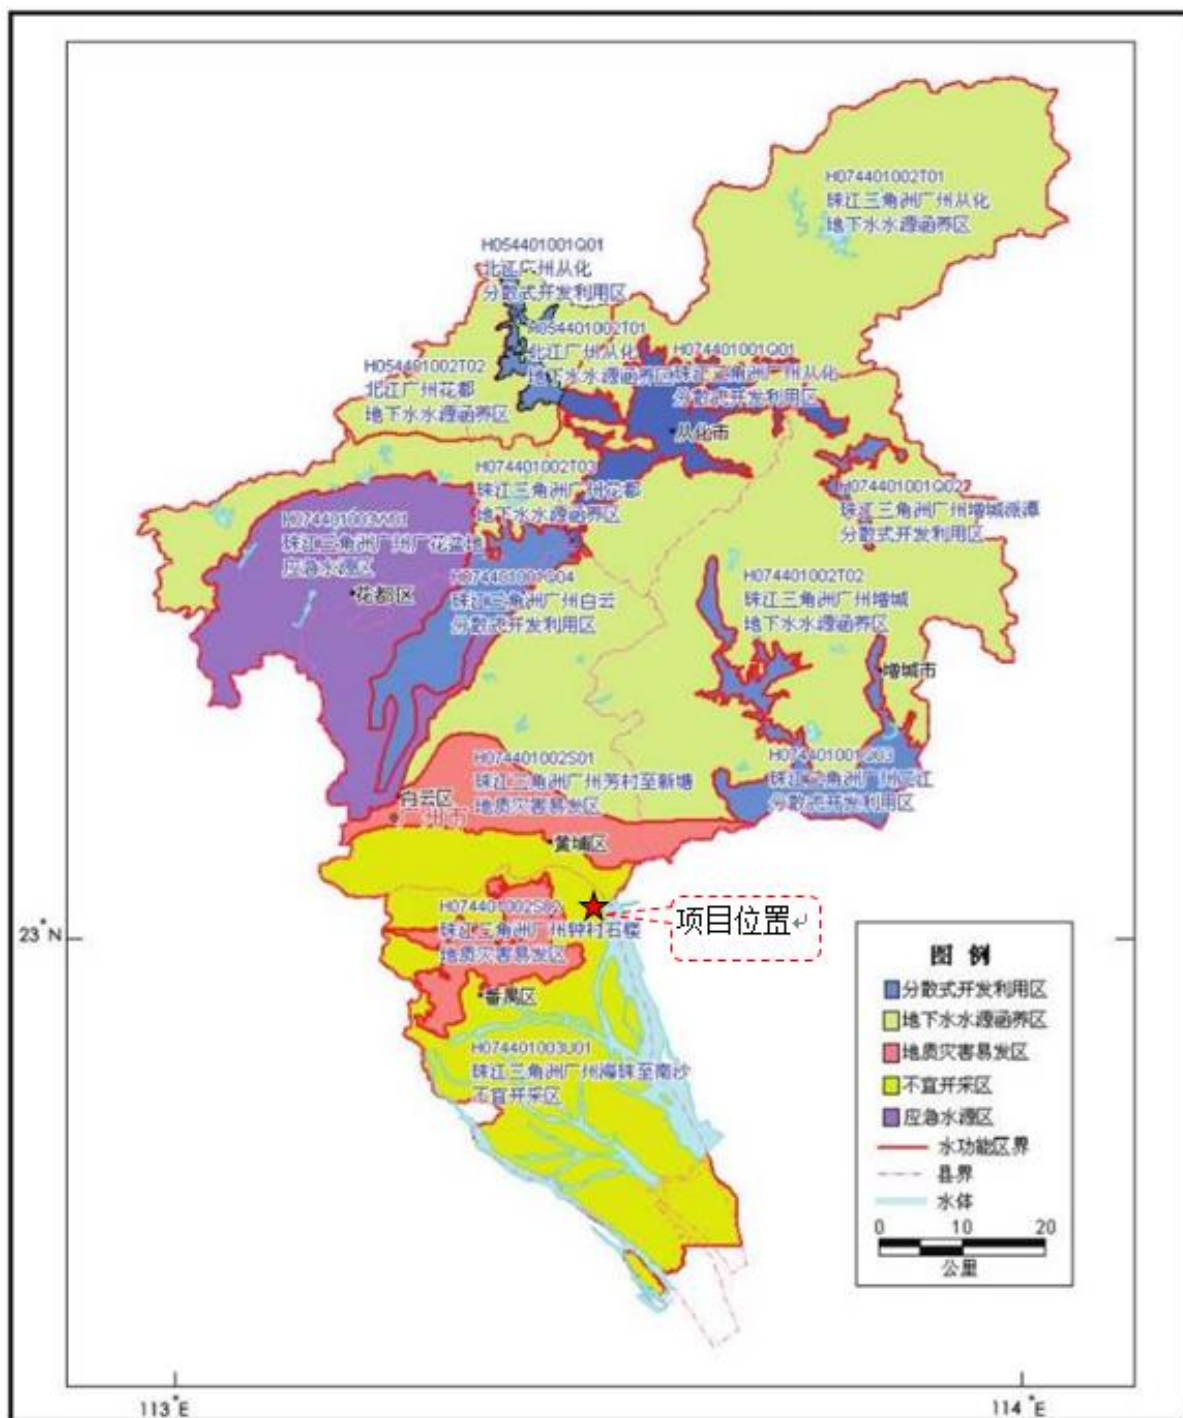 H074401002T01
珠江三角洲广州从化
地下水水源涵养区
H054401001Q01
北江广州从化
分散式开发利用区
H054401002T01
北江广州从化
地下水水源涵养区
H074401001Q01
珠江三角洲广州从化
分散式开发利用区
H054401002T02
北江广州花都
地下水水源涵养区
从化市
H074401002T03
珠江三角洲广州花都
地下水水源涵养区
珠江三角洲广州增城派潭
分散式开发利用区
珠江三角洲广州广花盆地
应急水源区
花都区
H074401001Q04
珠江三角洲广州白云
分散式开发利用区
H074401002T02
珠江三角洲广州增城
地下水水源涵养区
增城市
H074401002S01
珠江三角洲广州芳村至新塘
地质灾害易发区
H074401001Q03
分散式开发利用区
白云区
广州市
黄埔区
项目位置
H074401002S02
珠江三角洲广州钟村石楼
地质灾害易发区
番禺区
H074401003U01
珠江三角洲广州海珠至南沙
不宜开采区
23°N
图例
分散式开发利用区
地下水水源涵养区
地质灾害易发区
不宜开采区
应急水源区
水功能区界
县界
水体
0 10 20
公里
113°E
114°E